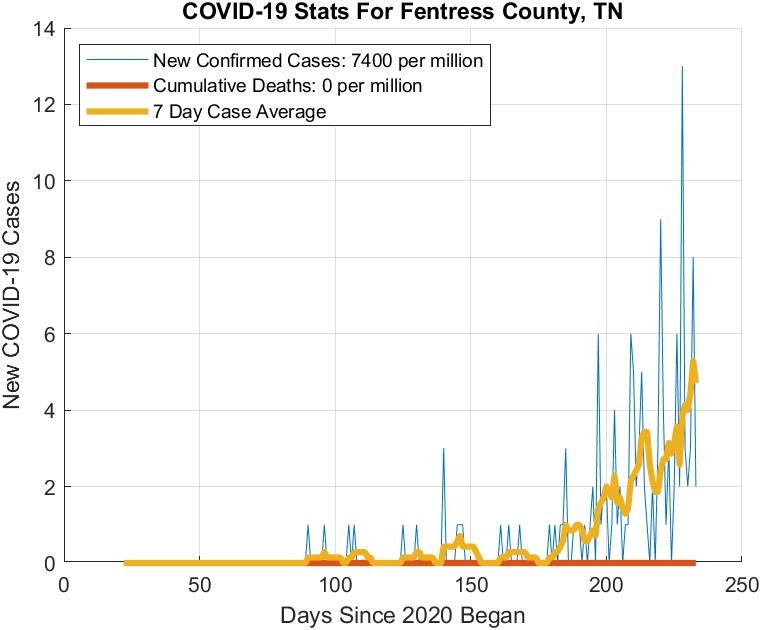 COVID-19 Stats For Fentress County, TN
New Confirmed Cases: 7400 per million
Cumulative Deaths: 0 per million
7 Day Case Average
New COVID-19 Cases
14
12
10
8
6
4
2
0
0 50 100 150 200 250
Days Since 2020 Began